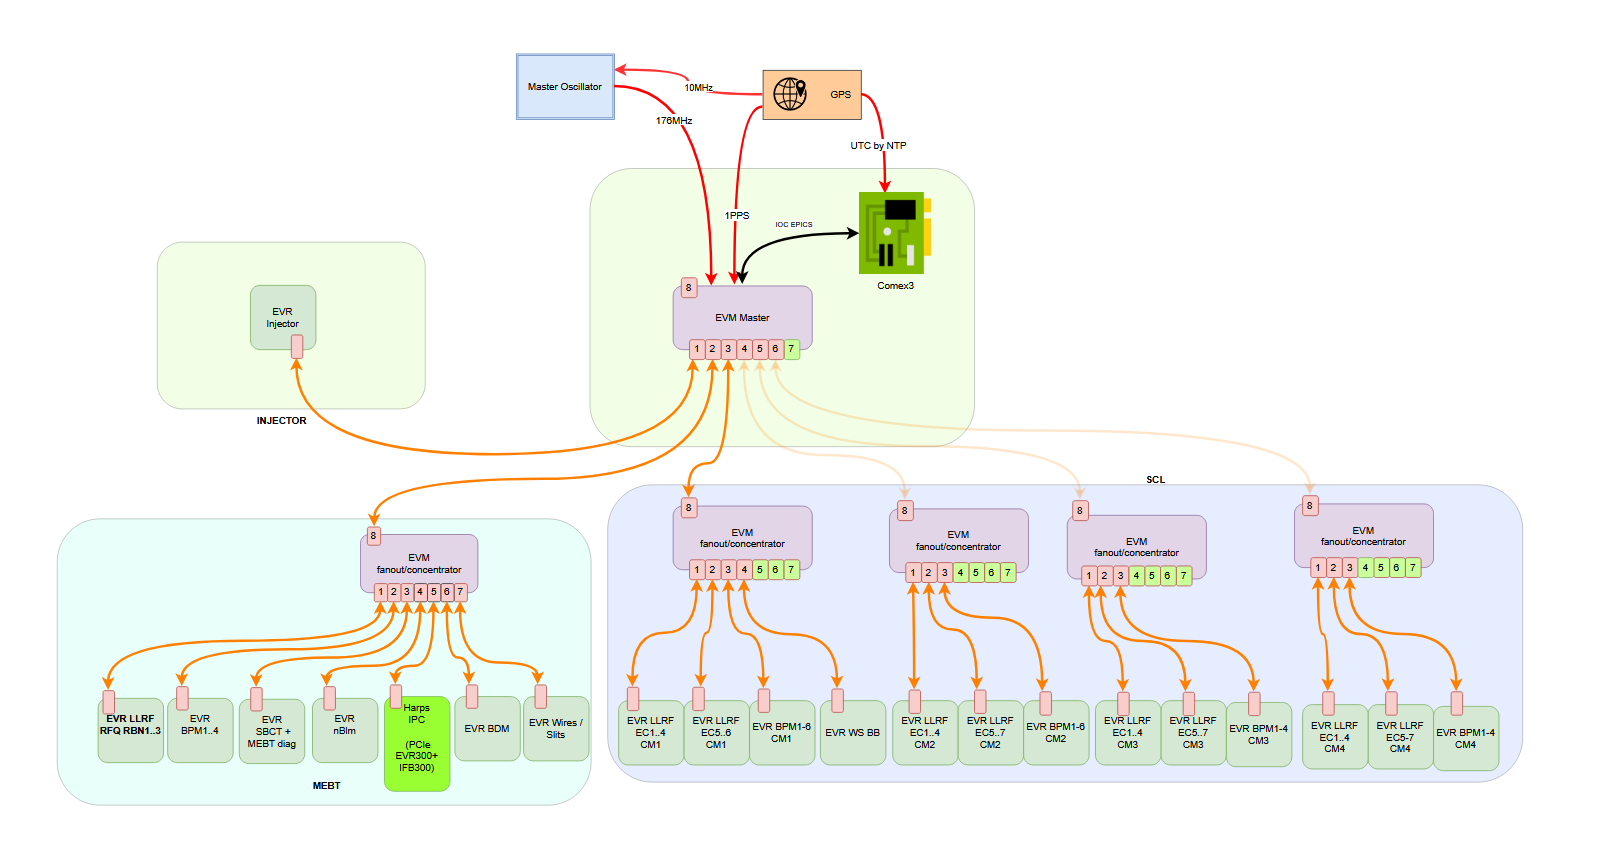 Master Oscillator
10MHz
GPS
176MHz
UTC by NTP
1PPS
IOC EPICS
Comex3
8
EVM Master
1 2 3 4 5 6 7
EVR
Injector
INJECTOR
SCL
8
EVM
fanout/concentrator
1 2 3 4 5 6 7
EVR LLRF
RFQ RBN1..3
EVR
BPM1..4
EVR
SBCT +
MEBT diag
EVR
nBlm
Harps
IPC
(PCIe
EVR300+
IFB300)
EVR BDM
EVR Wires /
Slits
MEBT
8
EVM
fanout/concentrator
1 2 3 4 5 6 7
EVR LLRF
EC1..4
CM1
EVR LLRF
EC5..6
CM1
EVR BPM1-6
CM1
EVR WS BB
8
EVM
fanout/concentrator
1 2 3 4 5 6 7
EVR LLRF
EC1..4
CM2
EVR LLRF
EC5..7
CM2
EVR BPM1-6
CM2
8
EVM
fanout/concentrator
1 2 3 4 5 6 7
EVR LLRF
EC1..4
CM3
EVR LLRF
EC5..7
CM3
EVR BPM1-4
CM3
8
EVM
fanout/concentrator
1 2 3 4 5 6 7
EVR LLRF
EC1..4
CM4
EVR LLRF
EC5-7
CM4
EVR BPM1-4
CM4